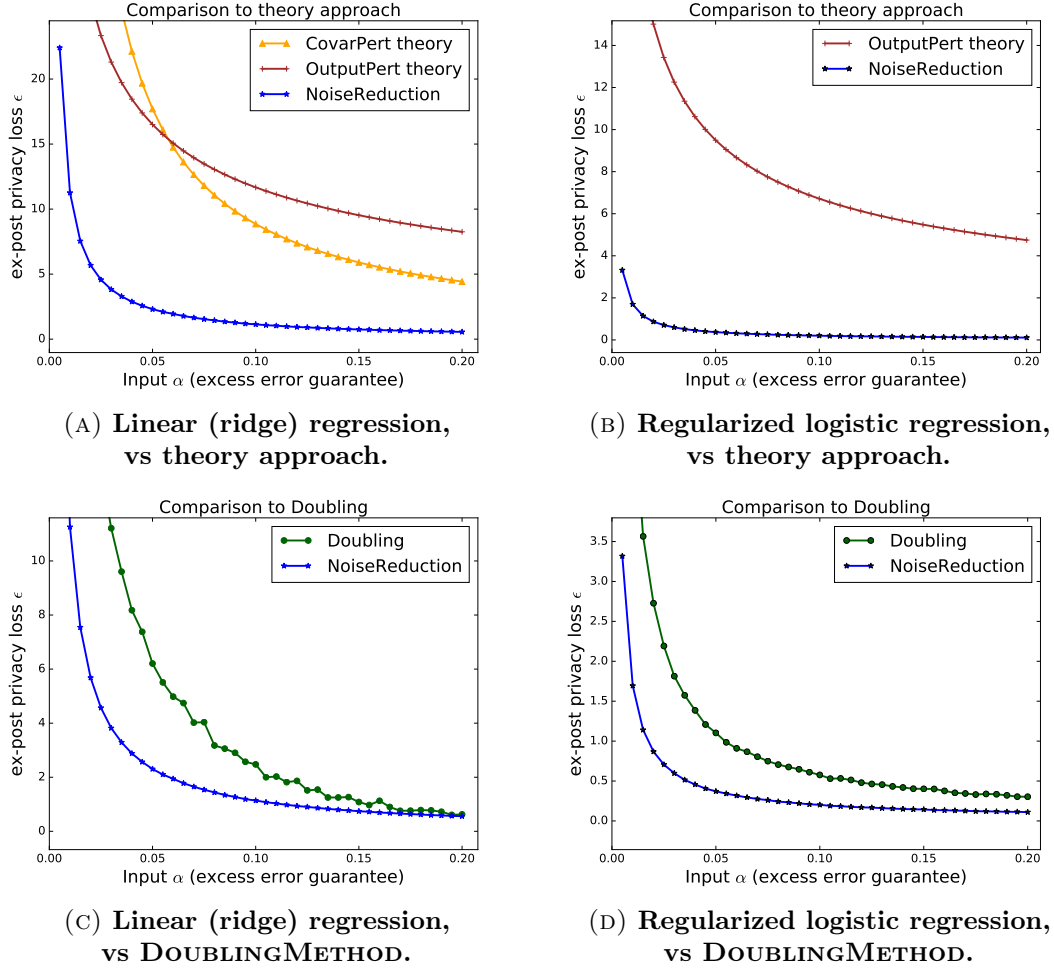 Comparison to theory approach
CovarPert theory
OutputPert theory
NoiseReduction
ex-post privacy loss ϵ
20
15
10
5
0
0.00 0.05 0.10 0.15 0.20
Input α (excess error guarantee)
(A) Linear (ridge) regression,
vs theory approach.
Comparison to theory approach
OutputPert theory
NoiseReduction
ex-post privacy loss ϵ
14
12
10
8
6
4
2
0
0.00 0.05 0.10 0.15 0.20
Input α (excess error guarantee)
(B) Regularized logistic regression,
vs theory approach.
Comparison to Doubling
Doubling
NoiseReduction
ex-post privacy loss ϵ
10
8
6
4
2
0
0.00 0.05 0.10 0.15 0.20
Input α (excess error guarantee)
(C) Linear (ridge) regression,
vs DOUBLINGMETHOD.
Comparison to Doubling
Doubling
NoiseReduction
ex-post privacy loss ϵ
3.5
3.0
2.5
2.0
1.5
1.0
0.5
0.0
0.00 0.05 0.10 0.15 0.20
Input α (excess error guarantee)
(D) Regularized logistic regression,
vs DOUBLINGMETHOD.